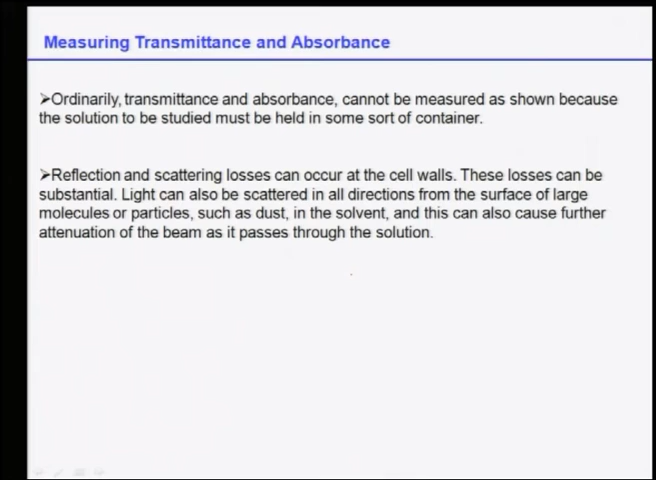 Measuring Transmittance and Absorbance
➢Ordinarily, transmittance and absorbance, cannot be measured as shown because
the solution to be studied must be held in some sort of container.
➢Reflection and scattering losses can occur at the cell walls. These losses can be
substantial. Light can also be scattered in all directions from the surface of large
molecules or particles, such as dust, in the solvent, and this can also cause further
attenuation of the beam as it passes through the solution.